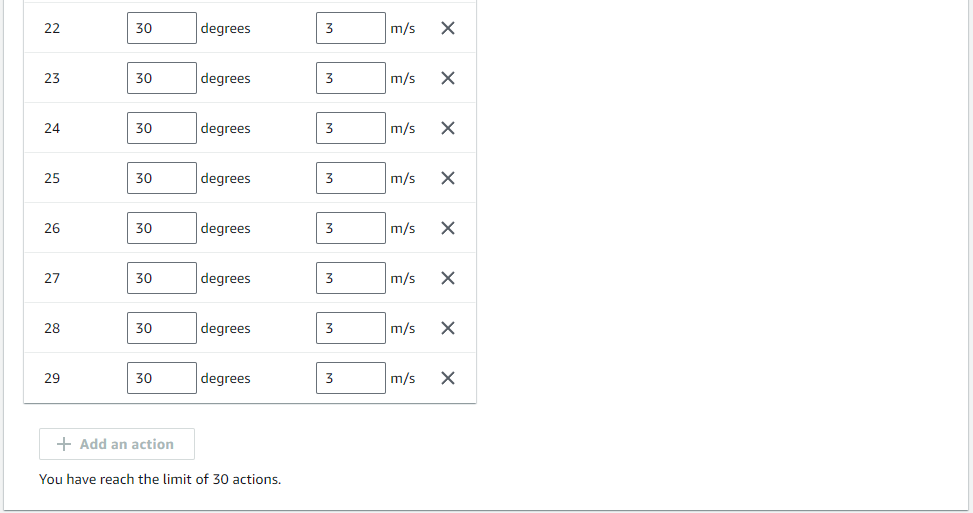 22 30 degrees 3 m/s
23 30 degrees 3 m/s
24 30 degrees 3 m/s
25 30 degrees 3 m/s
26 30 degrees 3 m/s
27 30 degrees 3 m/s
28 30 degrees 3 m/s
29 30 degrees 3 m/s
Add an action
You have reach the limit of 30 actions.